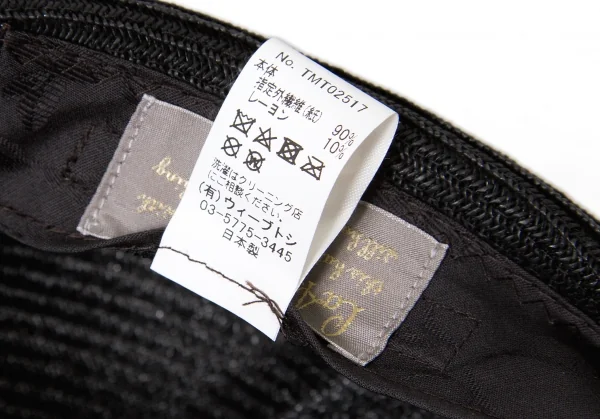 No. TMT02517
本体
指定外繊維(紙) 90%
レーヨン 10%
洗濯はクリーニング店
にご相談ください。
(有)ウィーブトシ
03-5775-3445
日本製